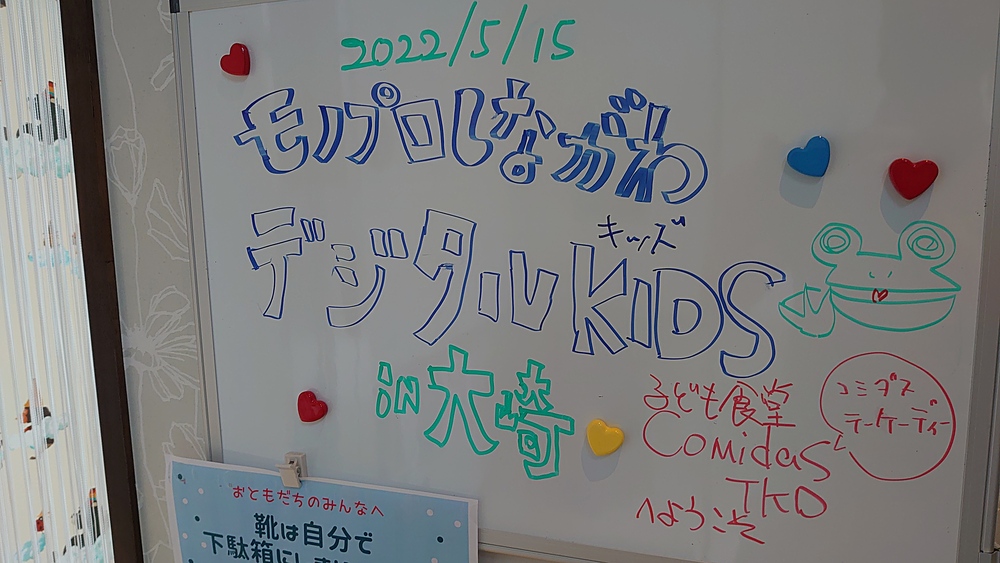 2022/5/15
モノプロしながわ
キッズ
デジタルKIDS
in大崎
子ども食堂
Comidas
TKD
へようこそ
コミダス
テーケーディー
おともだちのみんなへ
靴は自分で
下駄箱にしま